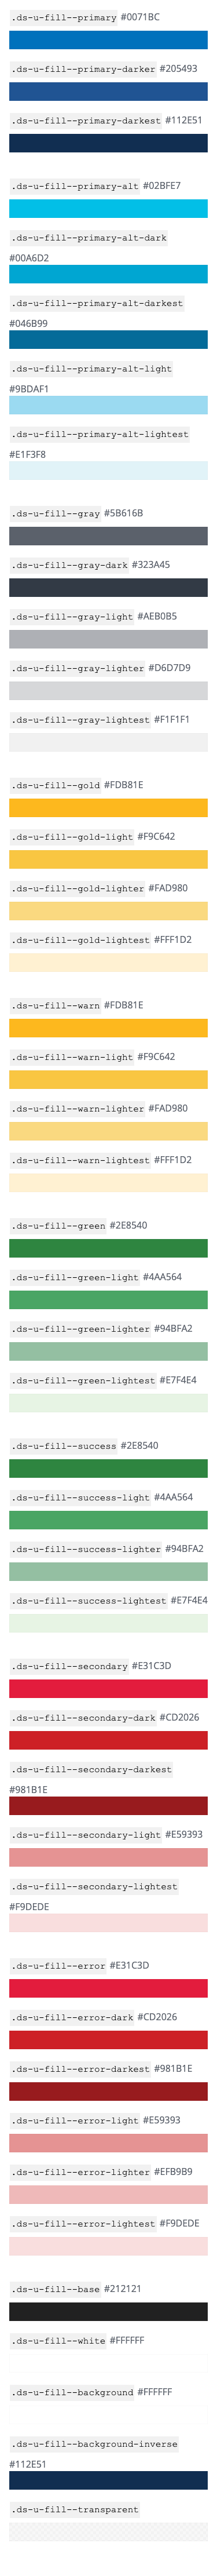 .ds-u-fill--primary #0071BC
.ds-u-fill--primary-darker #205493
.ds-u-fill--primary-darkest #112E51
.ds-u-fill--primary-alt #02BFE7
.ds-u-fill--primary-alt-dark
#00A6D2
.ds-u-fill--primary-alt-darkest
#046B99
.ds-u-fill--primary-alt-light
#9BDAF1
.ds-u-fill--primary-alt-lightest
#E1F3F8
.ds-u-fill--gray #5B616B
.ds-u-fill--gray-dark #323A45
.ds-u-fill--gray-light #AEB0B5
.ds-u-fill--gray-lighter #D6D7D9
.ds-u-fill--gray-lightest #F1F1F1
.ds-u-fill--gold #FDB81E
.ds-u-fill--gold-light #F9C642
.ds-u-fill--gold-lighter #FAD980
.ds-u-fill--gold-lightest #FFF1D2
.ds-u-fill--warn #FDB81E
.ds-u-fill--warn-light #F9C642
.ds-u-fill--warn-lighter #FAD980
.ds-u-fill--warn-lightest #FFF1D2
.ds-u-fill--green #2E8540
.ds-u-fill--green-light #4AA564
.ds-u-fill--green-lighter #94BFA2
.ds-u-fill--green-lightest #E7F4E4
.ds-u-fill--success #2E8540
.ds-u-fill--success-light #4AA564
.ds-u-fill--success-lighter #94BFA2
.ds-u-fill--success-lightest #E7F4E4
.ds-u-fill--secondary #E31C3D
.ds-u-fill--secondary-dark #CD2026
.ds-u-fill--secondary-darkest
#981B1E
.ds-u-fill--secondary-light #E59393
.ds-u-fill--secondary-lightest
#F9DEDE
.ds-u-fill--error #E31C3D
.ds-u-fill--error-dark #CD2026
.ds-u-fill--error-darkest #981B1E
.ds-u-fill--error-light #E59393
.ds-u-fill--error-lighter #EFB9B9
.ds-u-fill--error-lightest #F9DEDE
.ds-u-fill--base #212121
.ds-u-fill--white #FFFFFF
.ds-u-fill--background #FFFFFF
.ds-u-fill--background-inverse
#112E51
.ds-u-fill--transparent